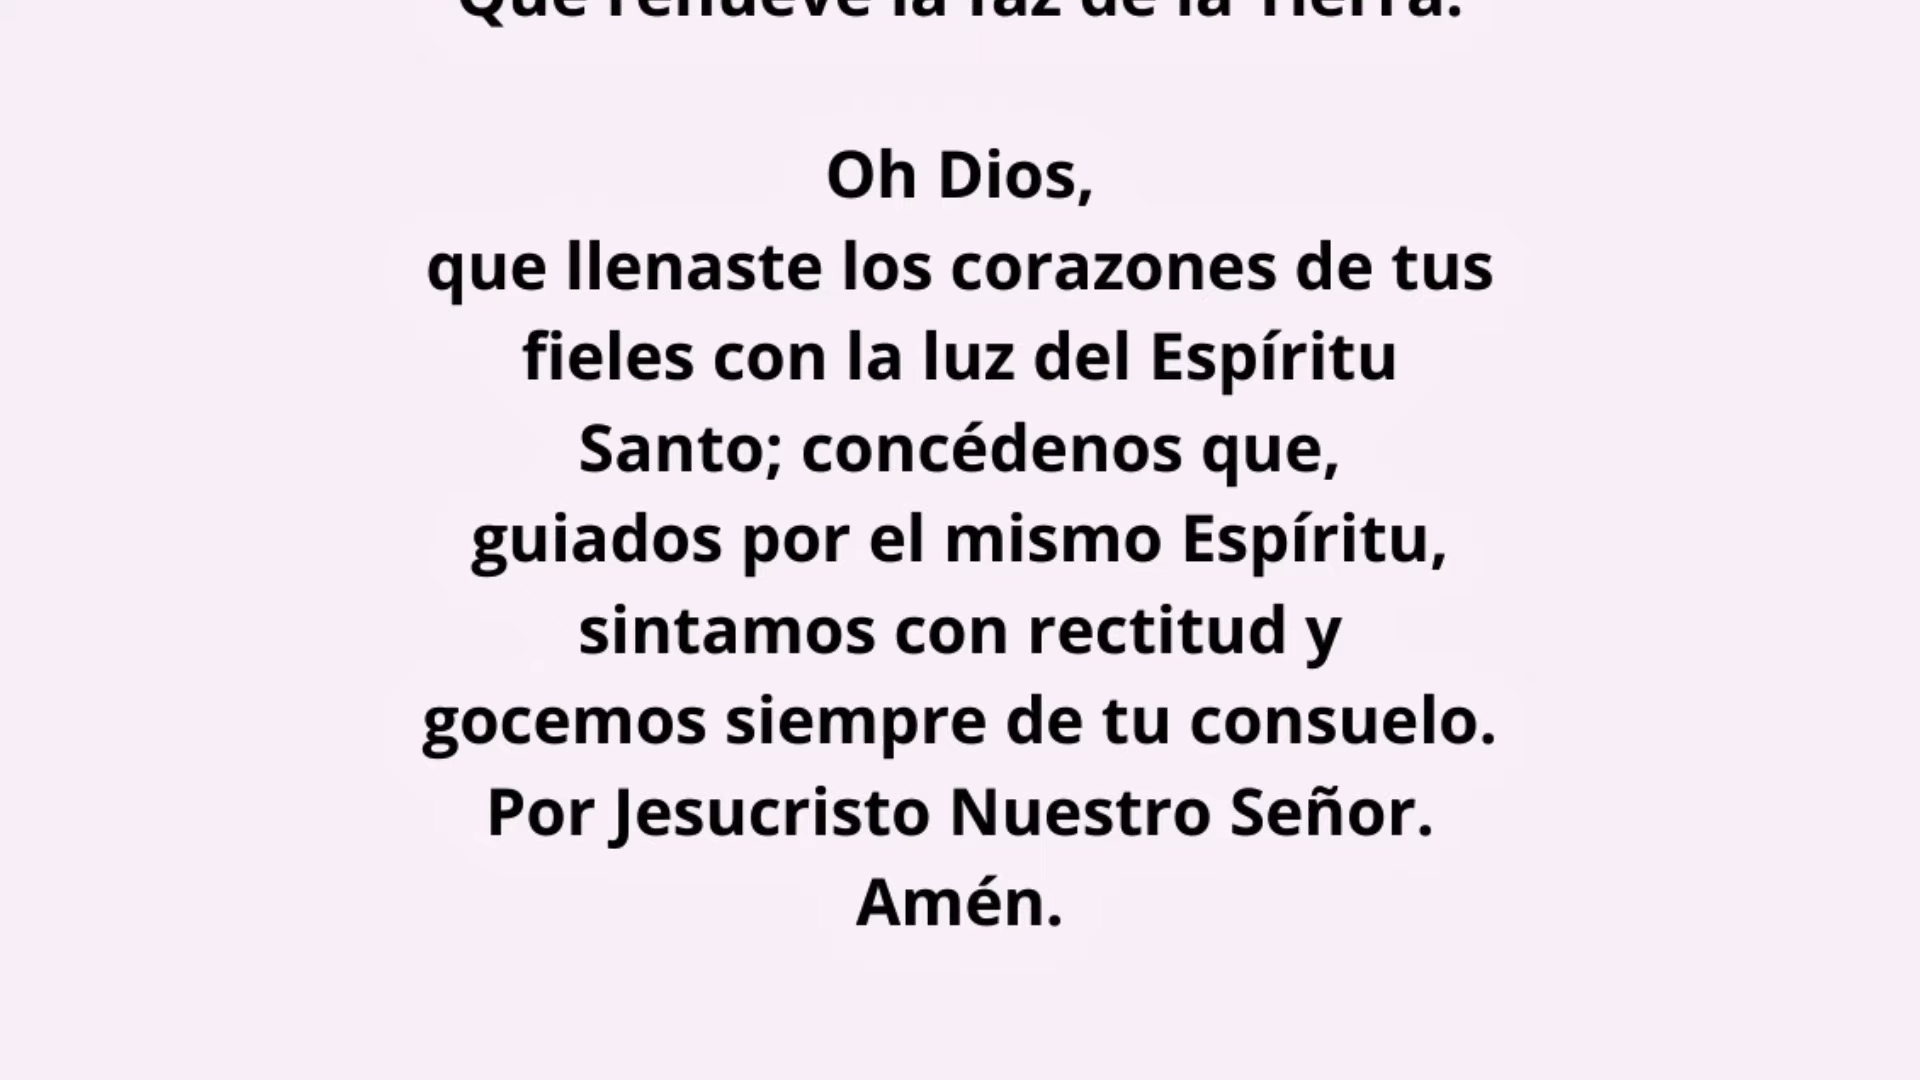 Que renueve la faz de la Tierra.
Oh Dios,
que llenaste los corazones de tus
fieles con la luz del Espíritu
Santo; concédenos que,
guiados por el mismo Espíritu,
sintamos con rectitud y
gocemos siempre de tu consuelo.
Por Jesucristo Nuestro Señor.
Amén.